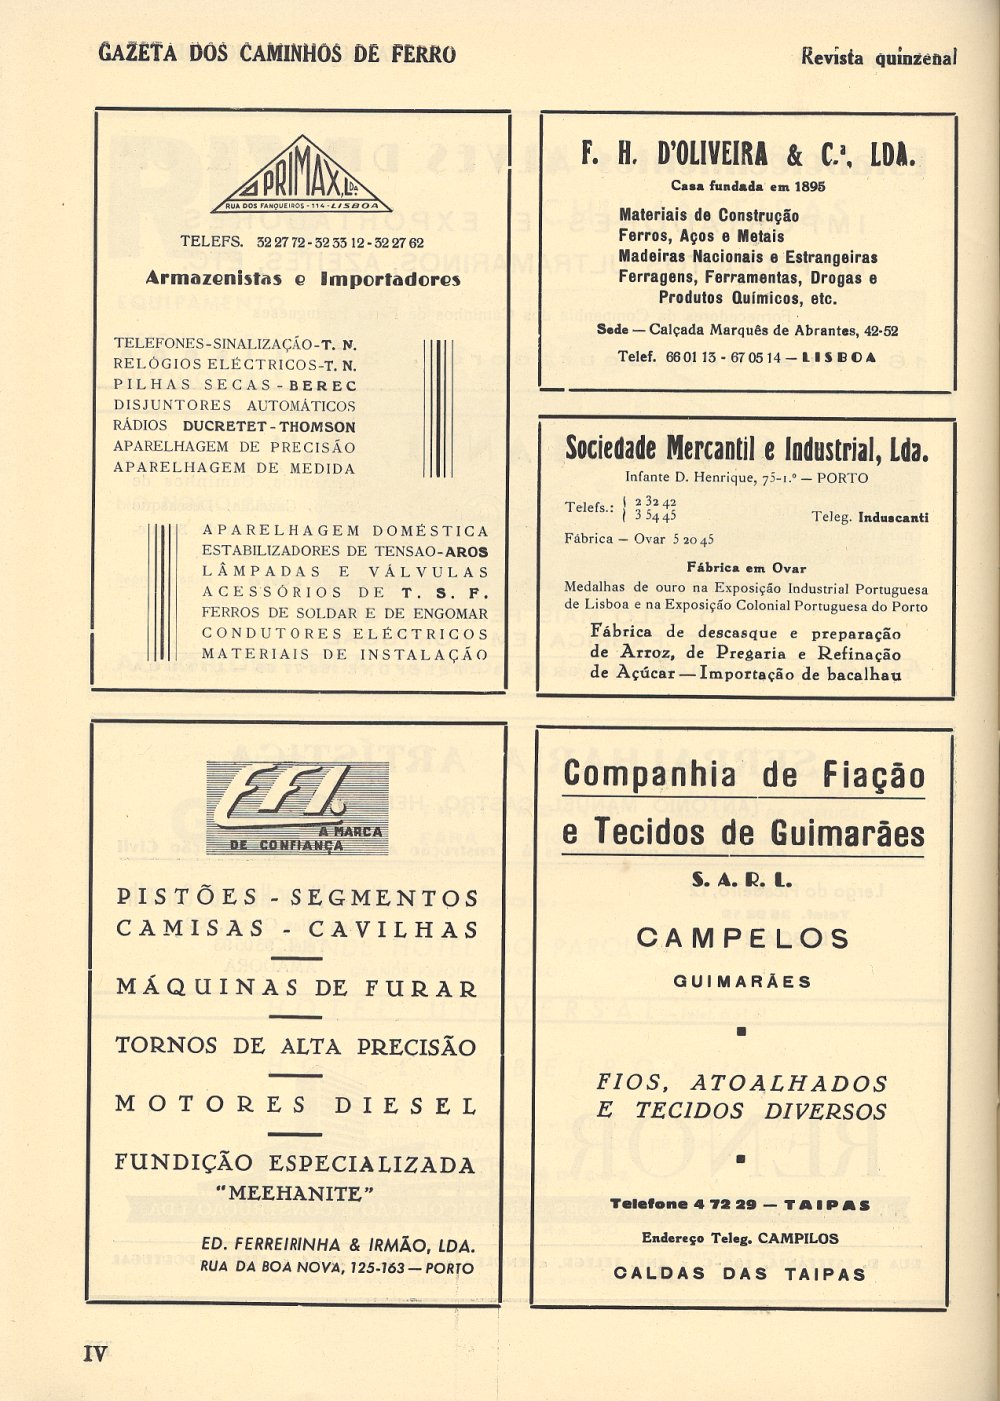 GAZETA DOS CAMINHOS DE FERRO
Revista quinzenal
PRIMAX, L.DA
RUA DOS FANQUEIROS - 114 - LISBOA
TELEFS. 32 27 72 - 32 33 12 - 32 27 62
Armazenistas e Importadores
TELEFONES - SINALIZAÇÃO - T. N.
RELÓGIOS ELÉCTRICOS - T. N.
PILHAS SECAS - BEREC
DISJUNTORES AUTOMÁTICOS
RÁDIOS DUCRETET - THOMSON
APARELHAGEM DE PRECISÃO
APARELHAGEM DE MEDIDA
APARELHAGEM DOMÉSTICA
ESTABILIZADORES DE TENSAO - AROS
LÂMPADAS E VÁLVULAS
ACESSÓRIOS DE T. S. F.
FERROS DE SOLDAR E DE ENGOMAR
CONDUTORES ELÉCTRICOS
MATERIAIS DE INSTALAÇÃO
F. H. D'OLIVEIRA & C.ª, LDA.
Casa fundada em 1895
Materiais de Construção
Ferros, Aços e Metais
Madeiras Nacionais e Estrangeiras
Ferragens, Ferramentas, Drogas e
Produtos Químicos, etc.
Sede — Calçada Marquês de Abrantes, 42-52
Telef. 66 01 13 - 67 05 14 — LISBOA
Sociedade Mercantil e Industrial, Lda.
Infante D. Henrique, 75-1.º — PORTO
Telefs.: { 2 32 42
3 54 45
Teleg. Induscanti
Fábrica — Ovar 5 20 45
Fábrica em Ovar
Medalhas de ouro na Exposição Industrial Portuguesa
de Lisboa e na Exposição Colonial Portuguesa do Porto
Fábrica de descasque e preparação
de Arroz, de Pregaria e Refinação
de Açúcar — Importação de bacalhau
EFI.
A MARCA
DE CONFIANÇA
PISTÕES - SEGMENTOS
CAMISAS - CAVILHAS
MÁQUINAS DE FURAR
TORNOS DE ALTA PRECISÃO
MOTORES DIESEL
FUNDIÇÃO ESPECIALIZADA
"MEEHANITE"
ED. FERREIRINHA & IRMÃO, LDA.
RUA DA BOA NOVA, 125-163 — PORTO
Companhia de Fiação
e Tecidos de Guimarães
S. A. R. L.
CAMPELOS
GUIMARÃES
FIOS, ATOALHADOS
E TECIDOS DIVERSOS
Telefone 4 72 29 — TAIPAS
Endereço Teleg. CAMPILOS
CALDAS DAS TAIPAS
IV